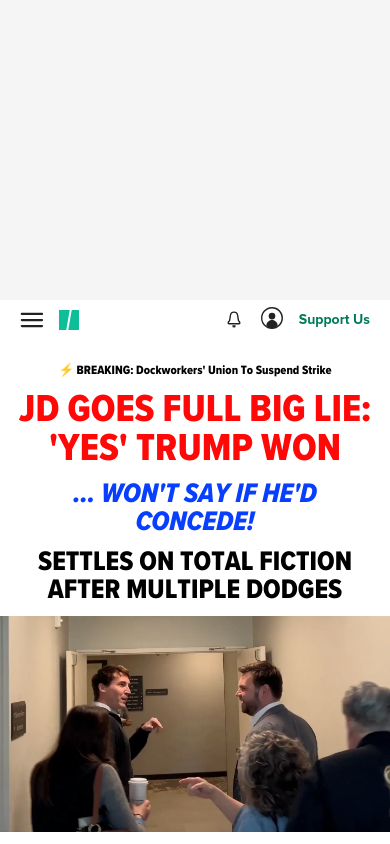 Support Us
⚡ BREAKING: Dockworkers' Union To Suspend Strike
JD GOES FULL BIG LIE:
'YES' TRUMP WON
... WON'T SAY IF HE'D
CONCEDE!
SETTLES ON TOTAL FICTION
AFTER MULTIPLE DODGES